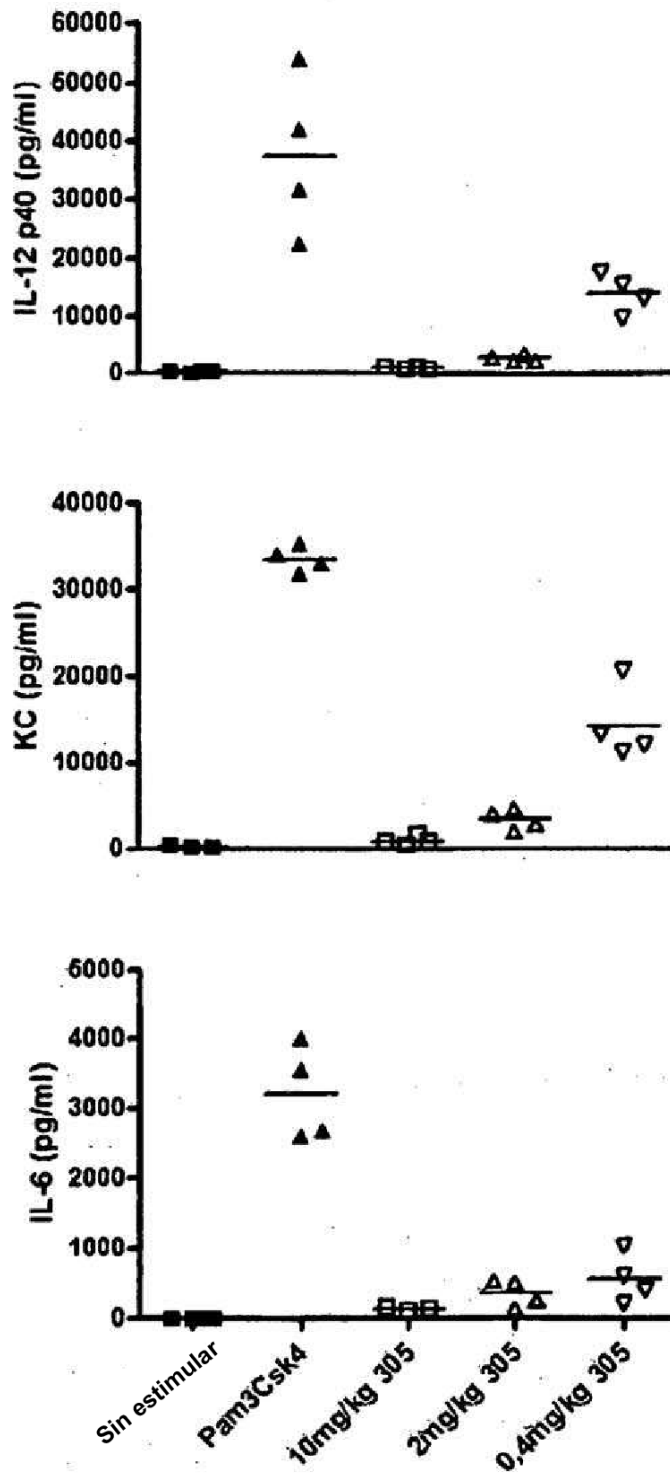 60000
50000
40000
30000
20000
10000
0
IL-12 p40 (pg/ml)
40000
30000
20000
10000
0
KC (pg/ml)
5000
4000
3000
2000
1000
0
IL-6 (pg/ml)
Sin estimular
Pam3Csk4
10mg/kg 305
2mg/kg 305
0,4mg/kg 305